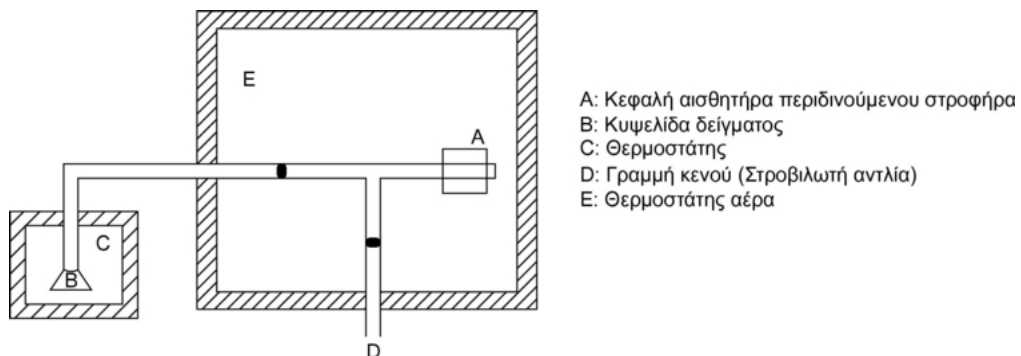 E
A
C
B
D
A: Κεφαλή αισθητήρα περιδινούμενου στροφήρα
B: Κυψελίδα δείγματος
C: Θερμοστάτης
D: Γραμμή κενού (Στροβιλωτή αντλία)
E: Θερμοστάτης αέρα